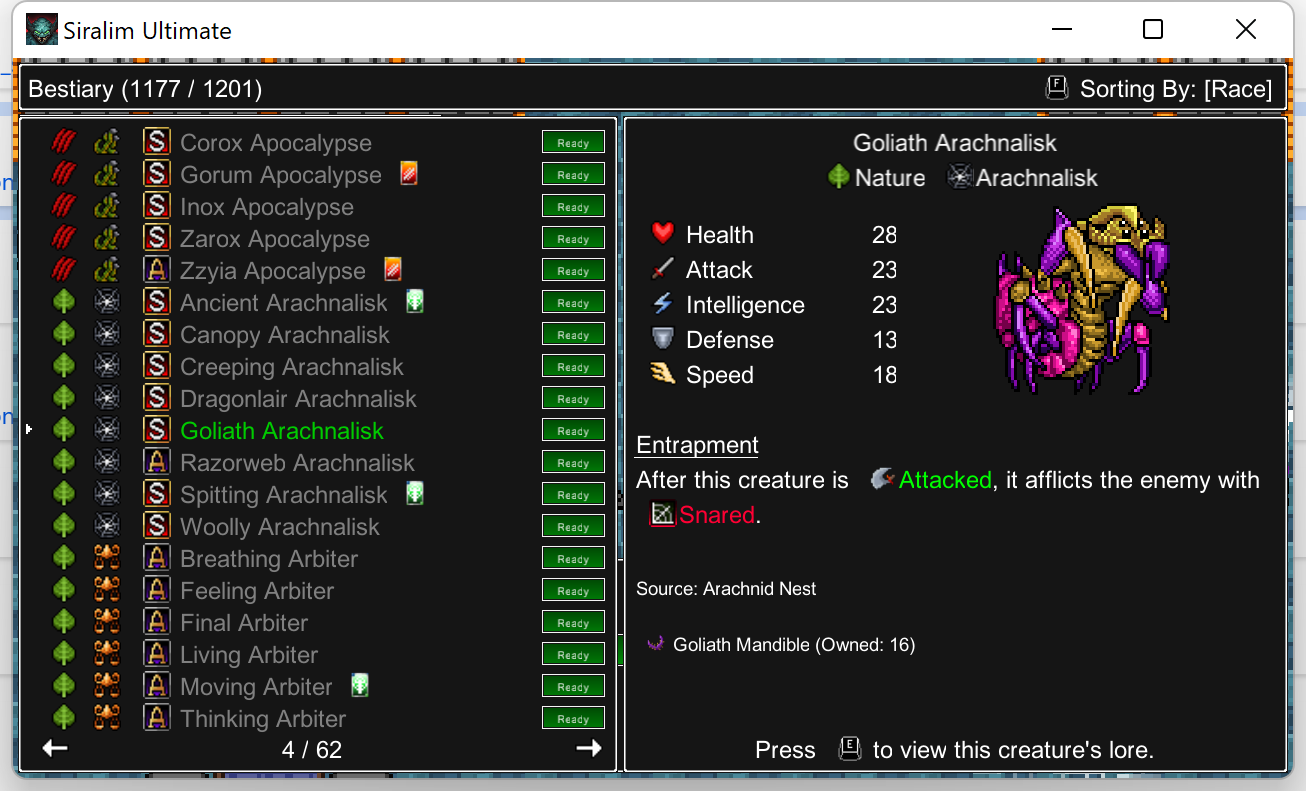 Siralim Ultimate
Bestiary (1177 / 1201)
F Sorting By: [Race]
S Corox Apocalypse Ready
S Gorum Apocalypse Ready
S Inox Apocalypse Ready
S Zarox Apocalypse Ready
A Zzyia Apocalypse Ready
S Ancient Arachnalisk Ready
S Canopy Arachnalisk Ready
S Creeping Arachnalisk Ready
S Dragonlair Arachnalisk Ready
S Goliath Arachnalisk Ready
A Razorweb Arachnalisk Ready
S Spitting Arachnalisk Ready
S Woolly Arachnalisk Ready
A Breathing Arbiter Ready
A Feeling Arbiter Ready
A Final Arbiter Ready
A Living Arbiter Ready
A Moving Arbiter Ready
A Thinking Arbiter Ready
4 / 62
Goliath Arachnalisk
Nature Arachnalisk
Health 28
Attack 23
Intelligence 23
Defense 13
Speed 18
Entrapment
After this creature is Attacked, it afflicts the enemy with
Snared.
Source: Arachnid Nest
Goliath Mandible (Owned: 16)
Press E to view this creature's lore.